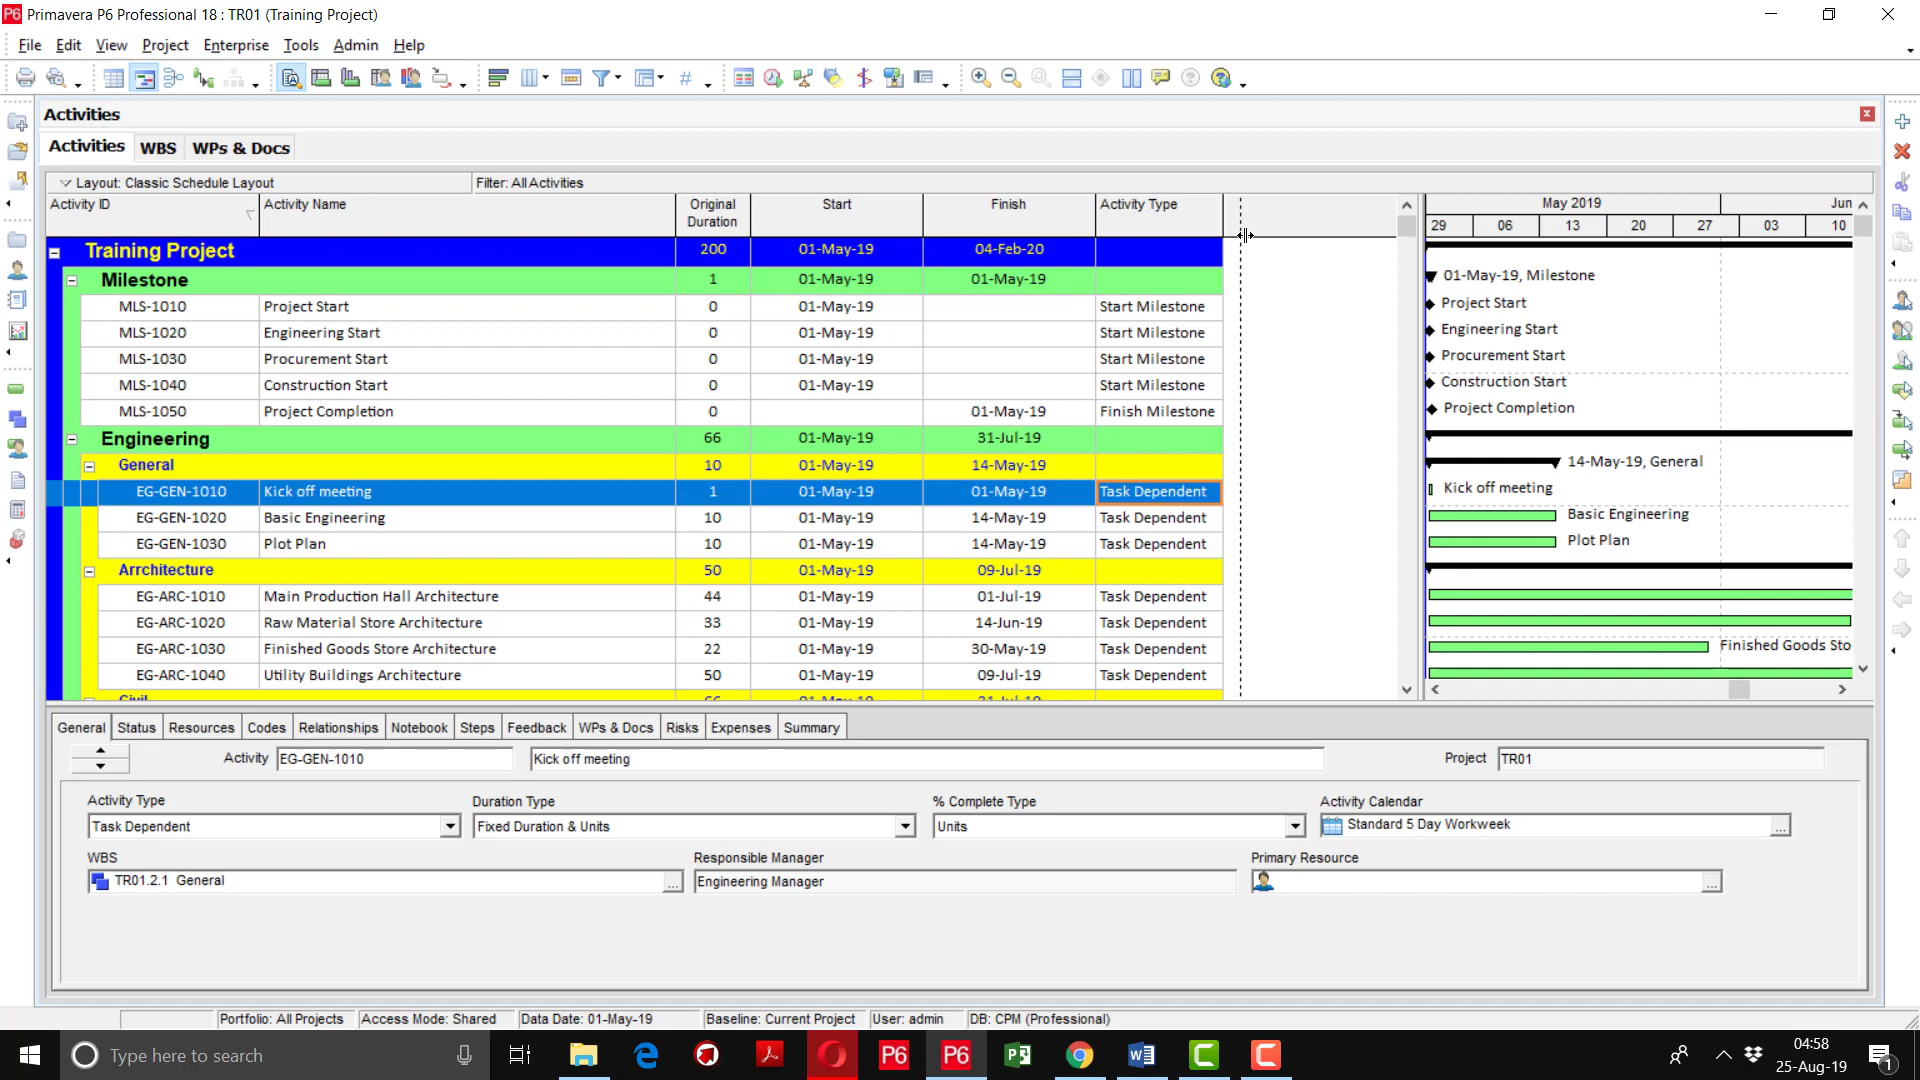 P6 Primavera P6 Professional 18 : TR01 (Training Project)
File Edit View Project Enterprise Tools Admin Help
Activities
Activities WBS WPs & Docs
Layout: Classic Schedule Layout Filter: All Activities
Activity ID Activity Name Original Duration Start Finish Activity Type
May 2019 Jun
29 06 13 20 27 03 10
Training Project 200 01-May-19 04-Feb-20
Milestone 1 01-May-19 01-May-19 01-May-19, Milestone
MLS-1010 Project Start 0 01-May-19 Start Milestone Project Start
MLS-1020 Engineering Start 0 01-May-19 Start Milestone Engineering Start
MLS-1030 Procurement Start 0 01-May-19 Start Milestone Procurement Start
MLS-1040 Construction Start 0 01-May-19 Start Milestone Construction Start
MLS-1050 Project Completion 0 01-May-19 Finish Milestone Project Completion
Engineering 66 01-May-19 31-Jul-19
General 10 01-May-19 14-May-19 14-May-19, General
EG-GEN-1010 Kick off meeting 1 01-May-19 01-May-19 Task Dependent Kick off meeting
EG-GEN-1020 Basic Engineering 10 01-May-19 14-May-19 Task Dependent Basic Engineering
EG-GEN-1030 Plot Plan 10 01-May-19 14-May-19 Task Dependent Plot Plan
Arrchitecture 50 01-May-19 09-Jul-19
EG-ARC-1010 Main Production Hall Architecture 44 01-May-19 01-Jul-19 Task Dependent
EG-ARC-1020 Raw Material Store Architecture 33 01-May-19 14-Jun-19 Task Dependent
EG-ARC-1030 Finished Goods Store Architecture 22 01-May-19 30-May-19 Task Dependent Finished Goods Sto
EG-ARC-1040 Utility Buildings Architecture 50 01-May-19 09-Jul-19 Task Dependent
Civil 66 01-May-19 31-Jul-19
General Status Resources Codes Relationships Notebook Steps Feedback WPs & Docs Risks Expenses Summary
Activity EG-GEN-1010 Kick off meeting Project TR01
Activity Type Duration Type % Complete Type Activity Calendar
Task Dependent Fixed Duration & Units Units Standard 5 Day Workweek
WBS Responsible Manager Primary Resource
TR01.2.1 General Engineering Manager
Portfolio: All Projects Access Mode: Shared Data Date: 01-May-19 Baseline: Current Project User: admin DB: CPM (Professional)
Type here to search P6 P6 04:58
25-Aug-19 1